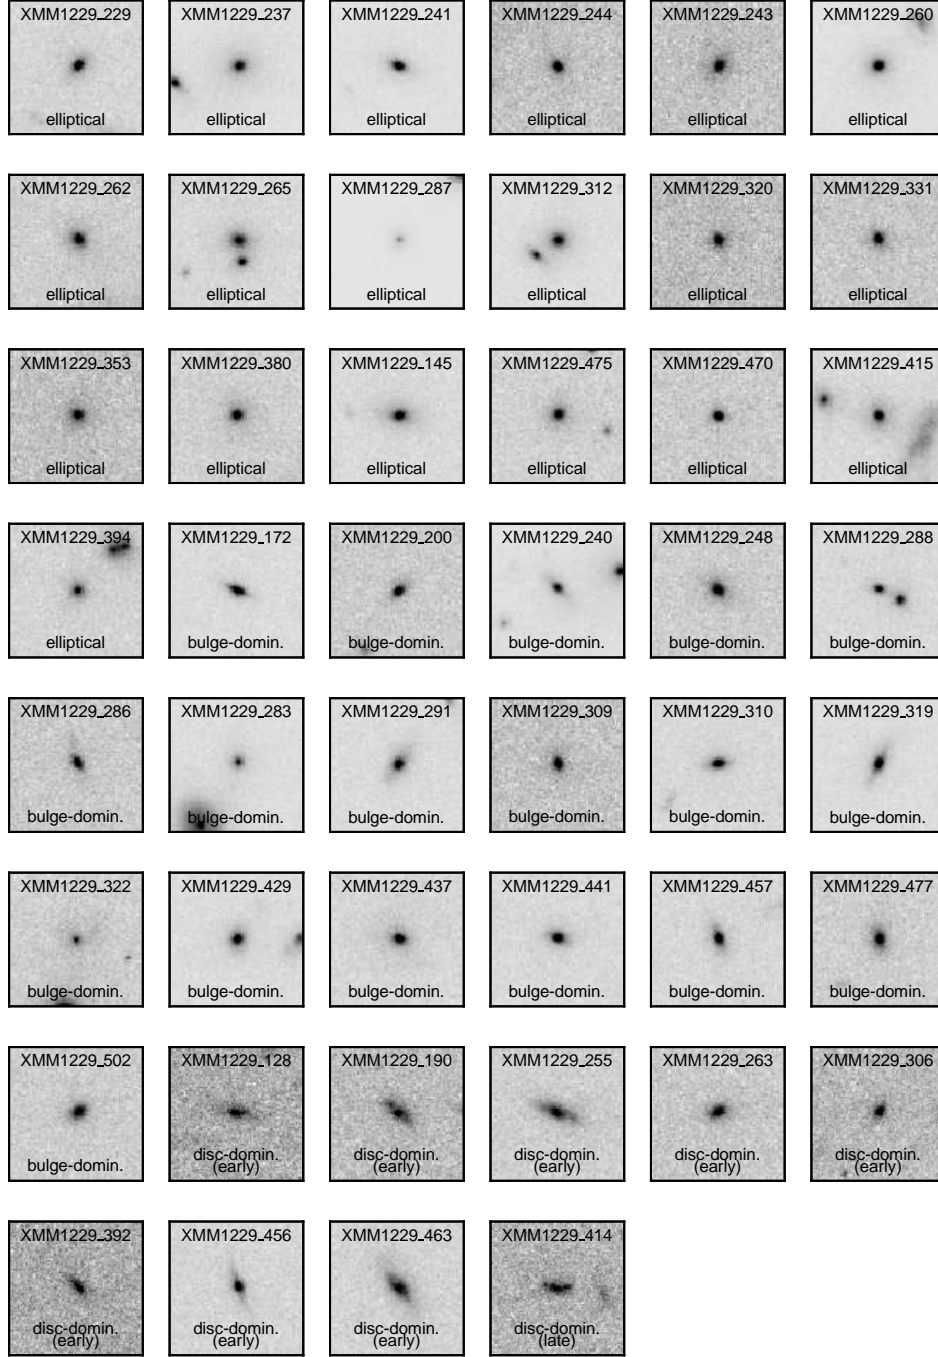 XMM1229_229 XMM1229_237 XMM1229_241 XMM1229_244 XMM1229_243 XMM1229_260
elliptical elliptical elliptical elliptical elliptical elliptical
XMM1229_262 XMM1229_265 XMM1229_287 XMM1229_312 XMM1229_320 XMM1229_331
elliptical elliptical elliptical elliptical elliptical elliptical
XMM1229_353 XMM1229_380 XMM1229_145 XMM1229_475 XMM1229_470 XMM1229_415
elliptical elliptical elliptical elliptical elliptical elliptical
XMM1229_394 XMM1229_172 XMM1229_200 XMM1229_240 XMM1229_248 XMM1229_288
elliptical bulge-domin. bulge-domin. bulge-domin. bulge-domin. bulge-domin.
XMM1229_286 XMM1229_283 XMM1229_291 XMM1229_309 XMM1229_310 XMM1229_319
bulge-domin. bulge-domin. bulge-domin. bulge-domin. bulge-domin. bulge-domin.
XMM1229_322 XMM1229_429 XMM1229_437 XMM1229_441 XMM1229_457 XMM1229_477
bulge-domin. bulge-domin. bulge-domin. bulge-domin. bulge-domin. bulge-domin.
XMM1229_502 XMM1229_128 XMM1229_190 XMM1229_255 XMM1229_263 XMM1229_306
bulge-domin. disc-domin. disc-domin. disc-domin. disc-domin. disc-domin.
(early) (early) (early) (early) (early)
XMM1229_392 XMM1229_456 XMM1229_463 XMM1229_414
disc-domin. disc-domin. disc-domin. disc-domin.
(early) (early) (early) (late)